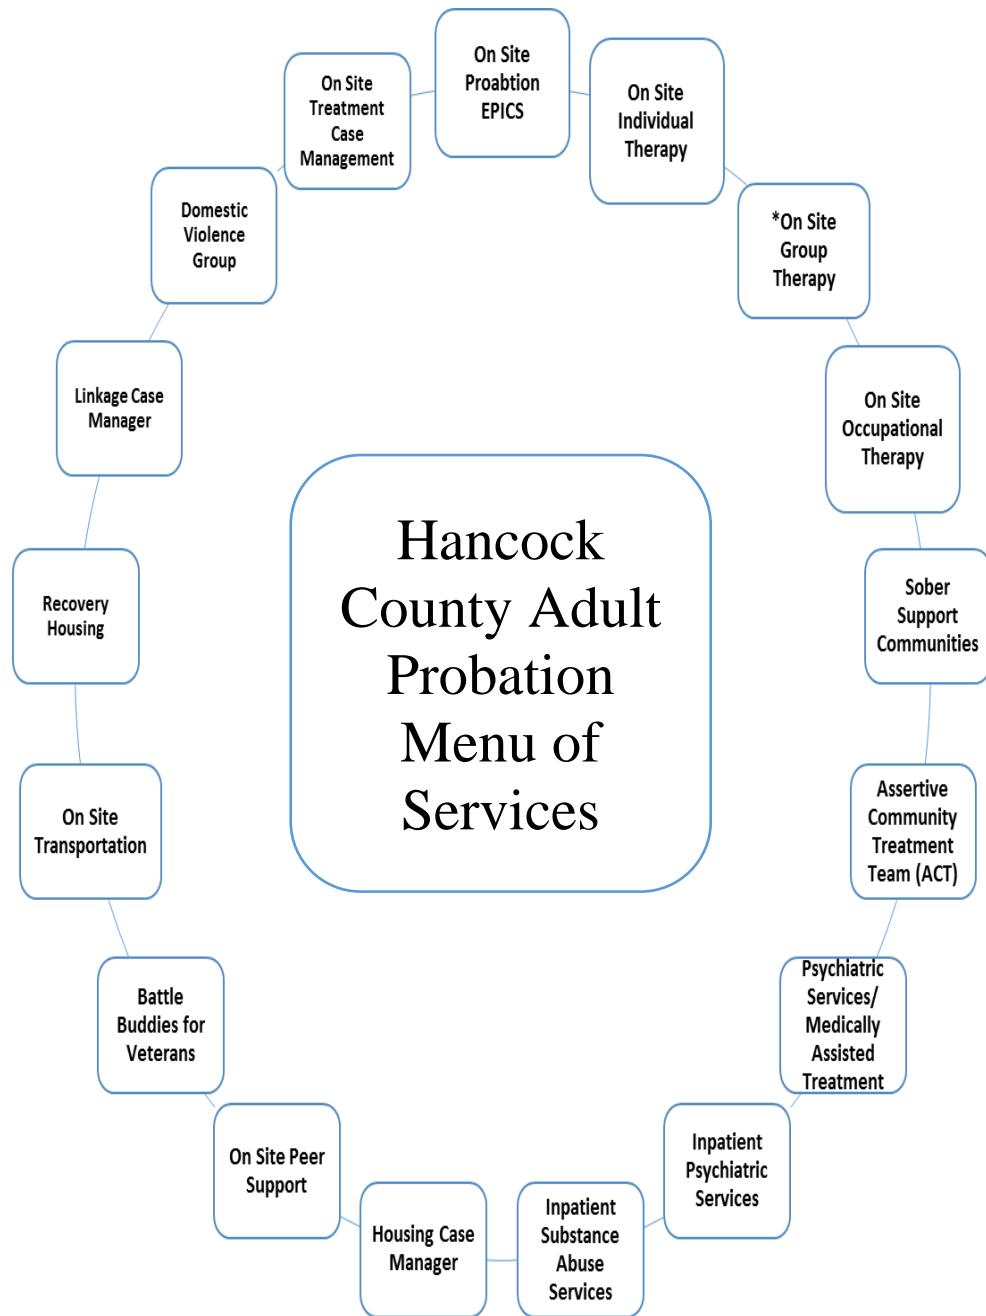 On Site
Proabtion
EPICS
On Site
Individual
Therapy
*On Site
Group
Therapy
On Site
Occupational
Therapy
Sober
Support
Communities
Assertive
Community
Treatment
Team (ACT)
Psychiatric
Services/
Medically
Assisted
Treatment
Inpatient
Psychiatric
Services
Inpatient
Substance
Abuse
Services
Housing Case
Manager
On Site Peer
Support
Battle
Buddies for
Veterans
On Site
Transportation
Recovery
Housing
Linkage Case
Manager
Domestic
Violence
Group
On Site
Treatment
Case
Management
Hancock
County Adult
Probation
Menu of
Services